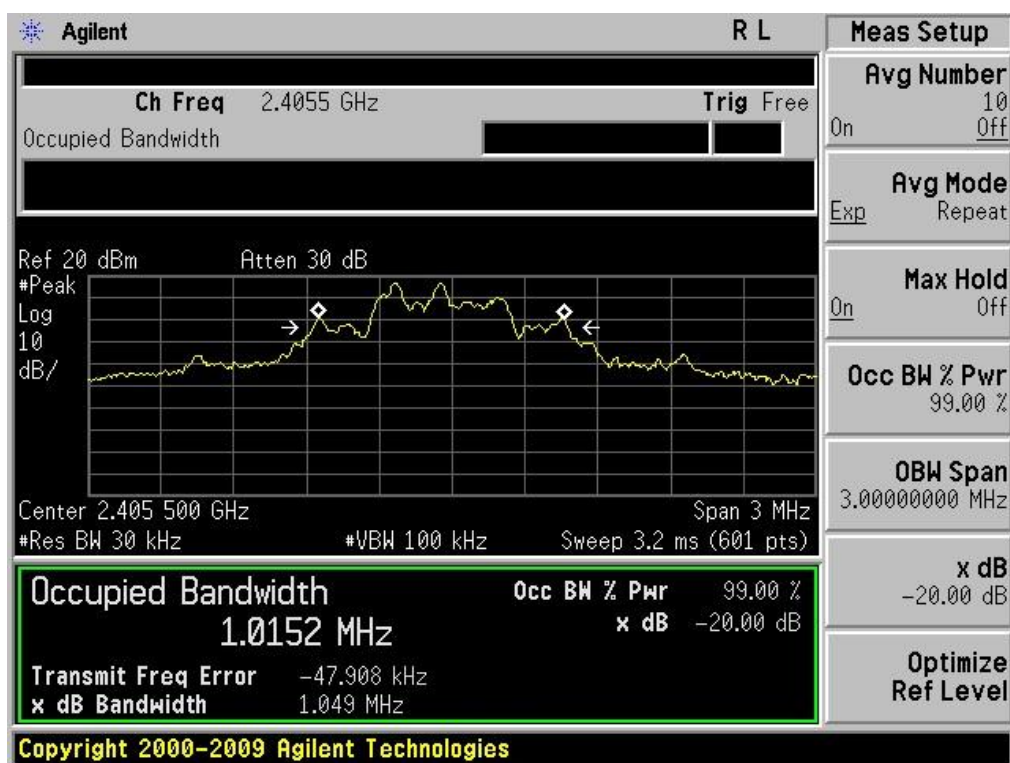 Agilent R L
Ch Freq 2.4055 GHz Trig Free
Occupied Bandwidth
Ref 20 dBm Atten 30 dB
#Peak
Log
10
dB/
Center 2.405 500 GHz Span 3 MHz
#Res BW 30 kHz #VBW 100 kHz Sweep 3.2 ms (601 pts)
Occupied Bandwidth Occ BW % Pwr 99.00 %
1.0152 MHz x dB -20.00 dB
Transmit Freq Error -47.908 kHz
x dB Bandwidth 1.049 MHz
Copyright 2000-2009 Agilent Technologies
Meas Setup
Avg Number
10
On Off
Avg Mode
Exp Repeat
Max Hold
On Off
Occ BW % Pwr
99.00 %
OBW Span
3.00000000 MHz
x dB
-20.00 dB
Optimize
Ref Level